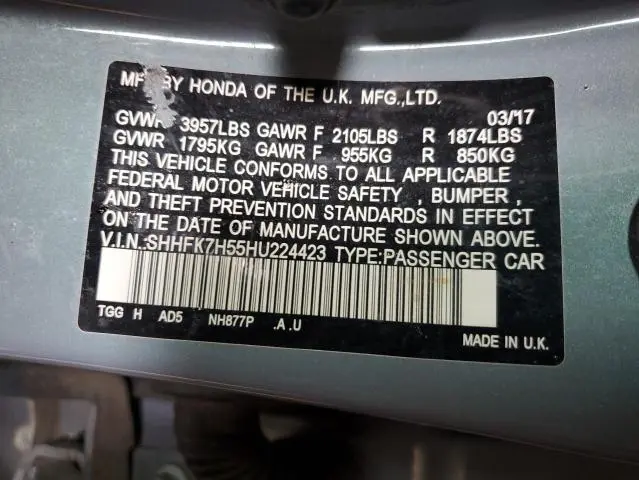 MFD BY HONDA OF THE U.K. MFG.,LTD.
03/17
GVWR 3957LBS GAWR F 2105LBS R 1874LBS
GVWR 1795KG GAWR F 955KG R 850KG
THIS VEHICLE CONFORMS TO ALL APPLICABLE
FEDERAL MOTOR VEHICLE SAFETY , BUMPER ,
AND THEFT PREVENTION STANDARDS IN EFFECT
ON THE DATE OF MANUFACTURE SHOWN ABOVE.
V.I.N.:SHHFK7H55HU224423 TYPE:PASSENGER CAR
TGG H AD5 NH877P .A .U
MADE IN U.K.